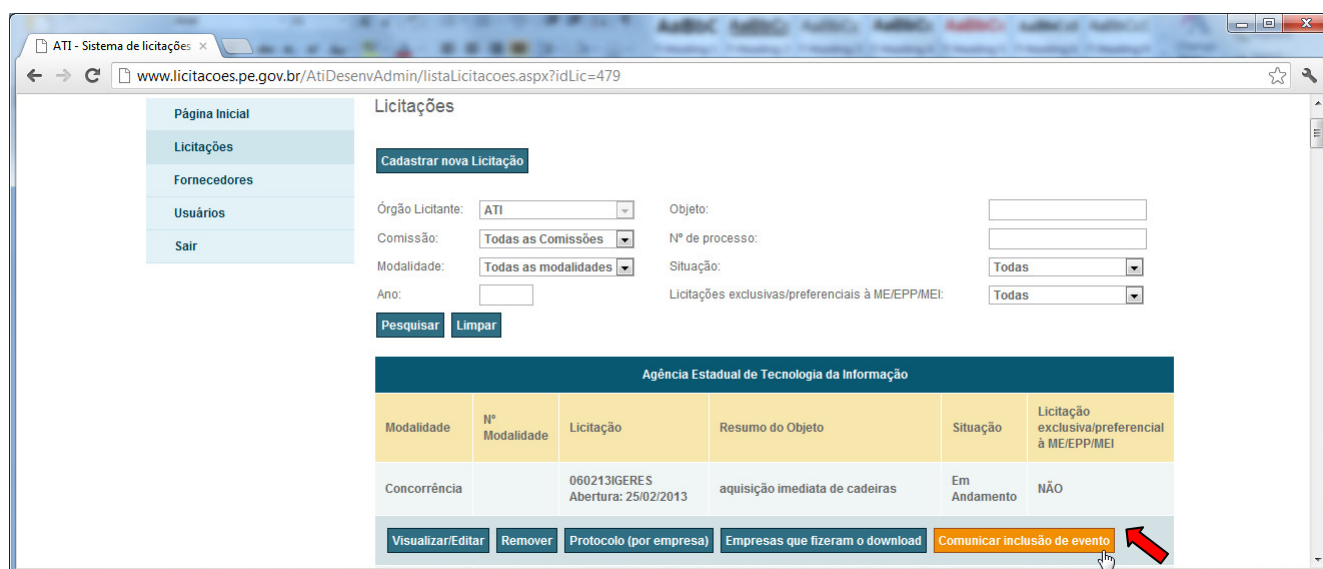 ATI - Sistema de licitações
www.licitacoes.pe.gov.br/AtiDesenvAdmin/listaLicitacoes.aspx?idLic=479
Página Inicial
Licitações
Fornecedores
Usuários
Sair
Licitações
Cadastrar nova Licitação
Órgão Licitante: ATI Objeto:
Comissão: Todas as Comissões Nº de processo:
Modalidade: Todas as modalidades Situação: Todas
Ano: Licitações exclusivas/preferenciais à ME/EPP/MEI: Todas
Pesquisar Limpar
Agência Estadual de Tecnologia da Informação
Modalidade Nº Modalidade Licitação Resumo do Objeto Situação Licitação exclusiva/preferencial à ME/EPP/MEI
Concorrência 060213IGERES Abertura: 25/02/2013 aquisição imediata de cadeiras Em Andamento NÃO
Visualizar/Editar Remover Protocolo (por empresa) Empresas que fizeram o download Comunicar inclusão de evento